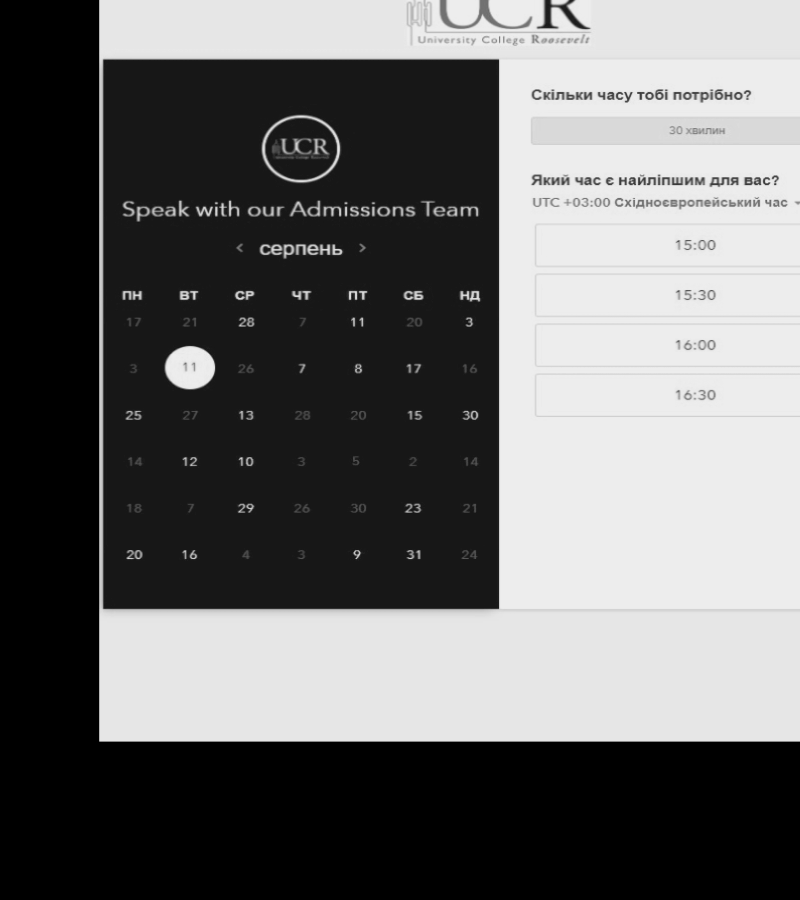 UCR
University College Roosevelt
UCR
Speak with our Admissions Team
< серпень >
ПН ВТ СР ЧТ ПТ СБ НД
17 21 28 7 11 20 3
3 11 26 7 8 17 16
25 27 13 28 20 15 30
14 12 10 3 5 2 14
18 7 29 26 30 23 21
20 16 4 3 9 31 24
Скільки часу тобі потрібно?
30 хвилин
Який час є найліпшим для вас?
UTC +03:00 Східноєвропейський час
15:00
15:30
16:00
16:30